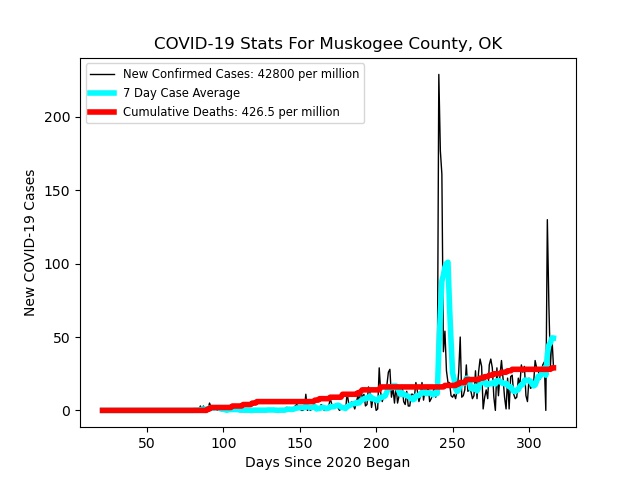 COVID-19 Stats For Muskogee County, OK
New Confirmed Cases: 42800 per million
7 Day Case Average
Cumulative Deaths: 426.5 per million
New COVID-19 Cases
200
150
100
50
0
50 100 150 200 250 300
Days Since 2020 Began